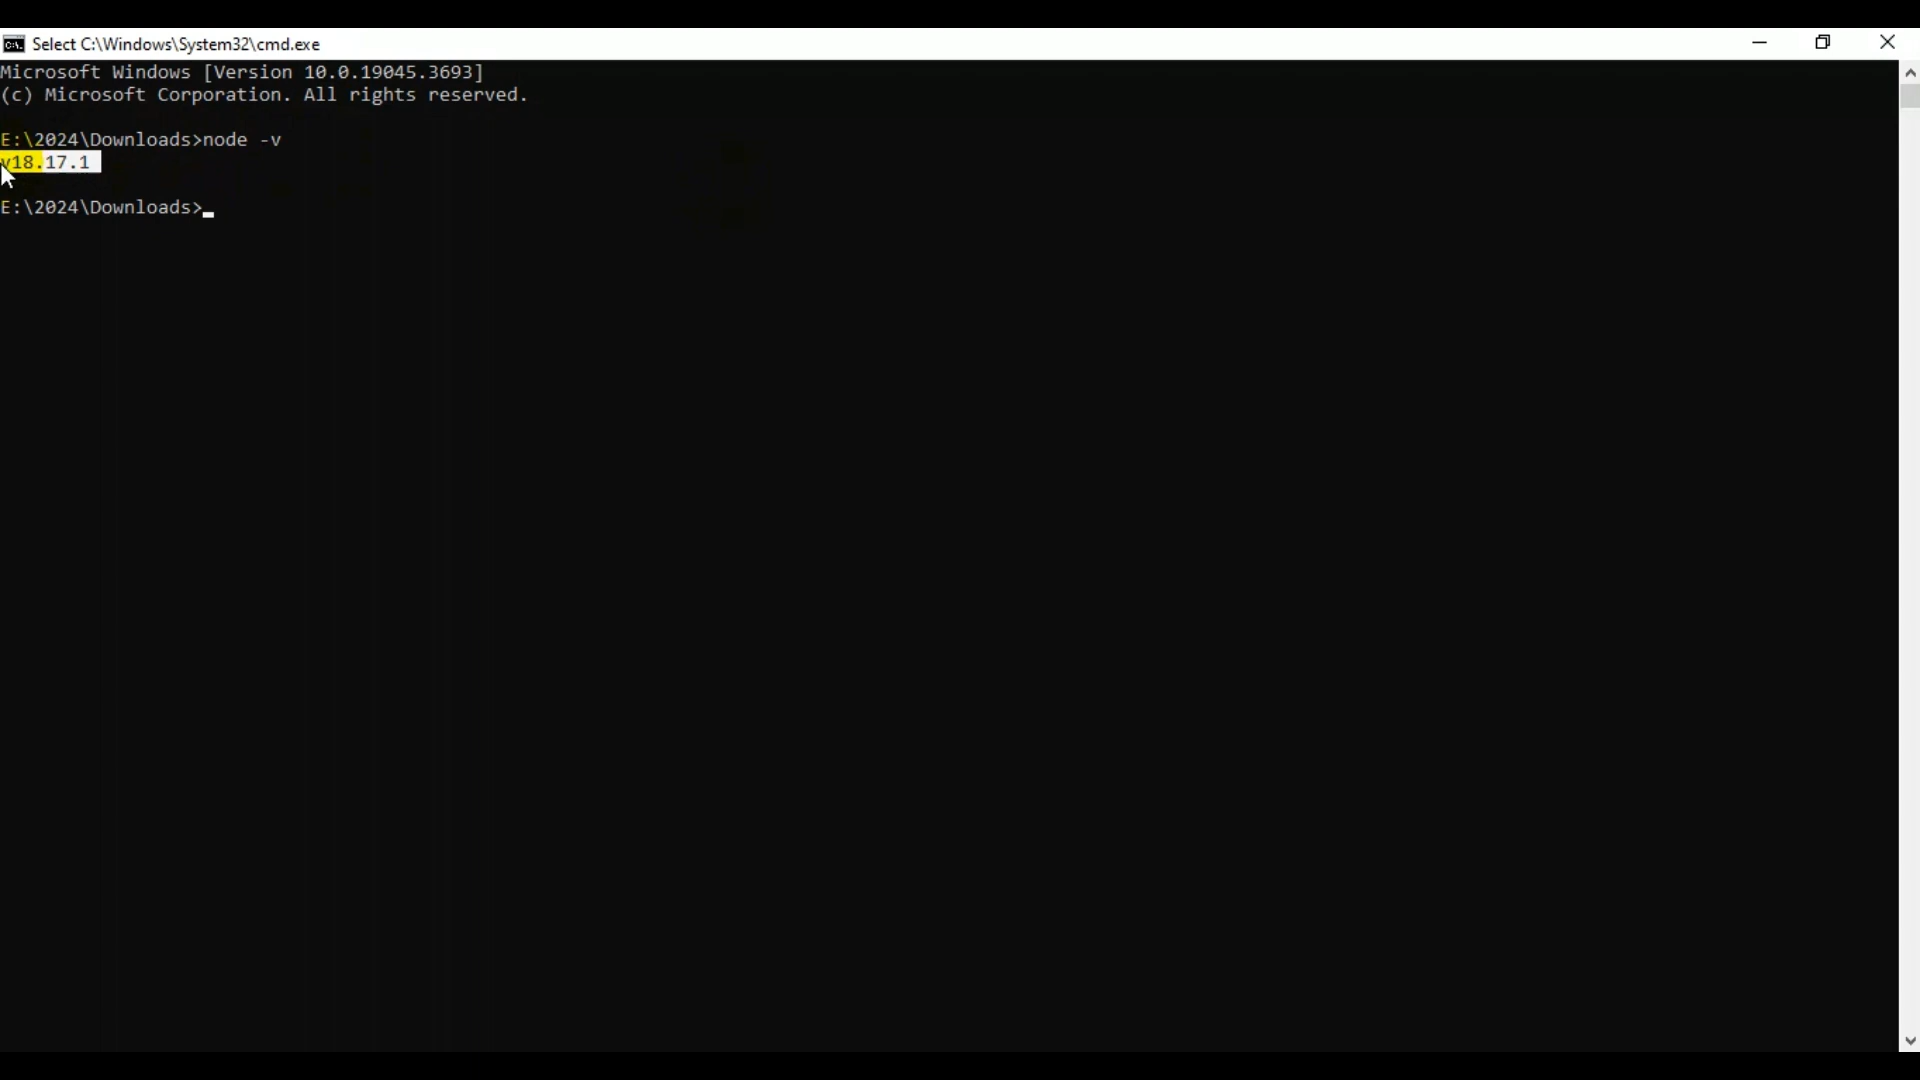 Select C:\Windows\System32\cmd.exe
Microsoft Windows [Version 10.0.19045.3693]
(c) Microsoft Corporation. All rights reserved.
E:\2024\Downloads>node -v
v18.17.1
E:\2024\Downloads>